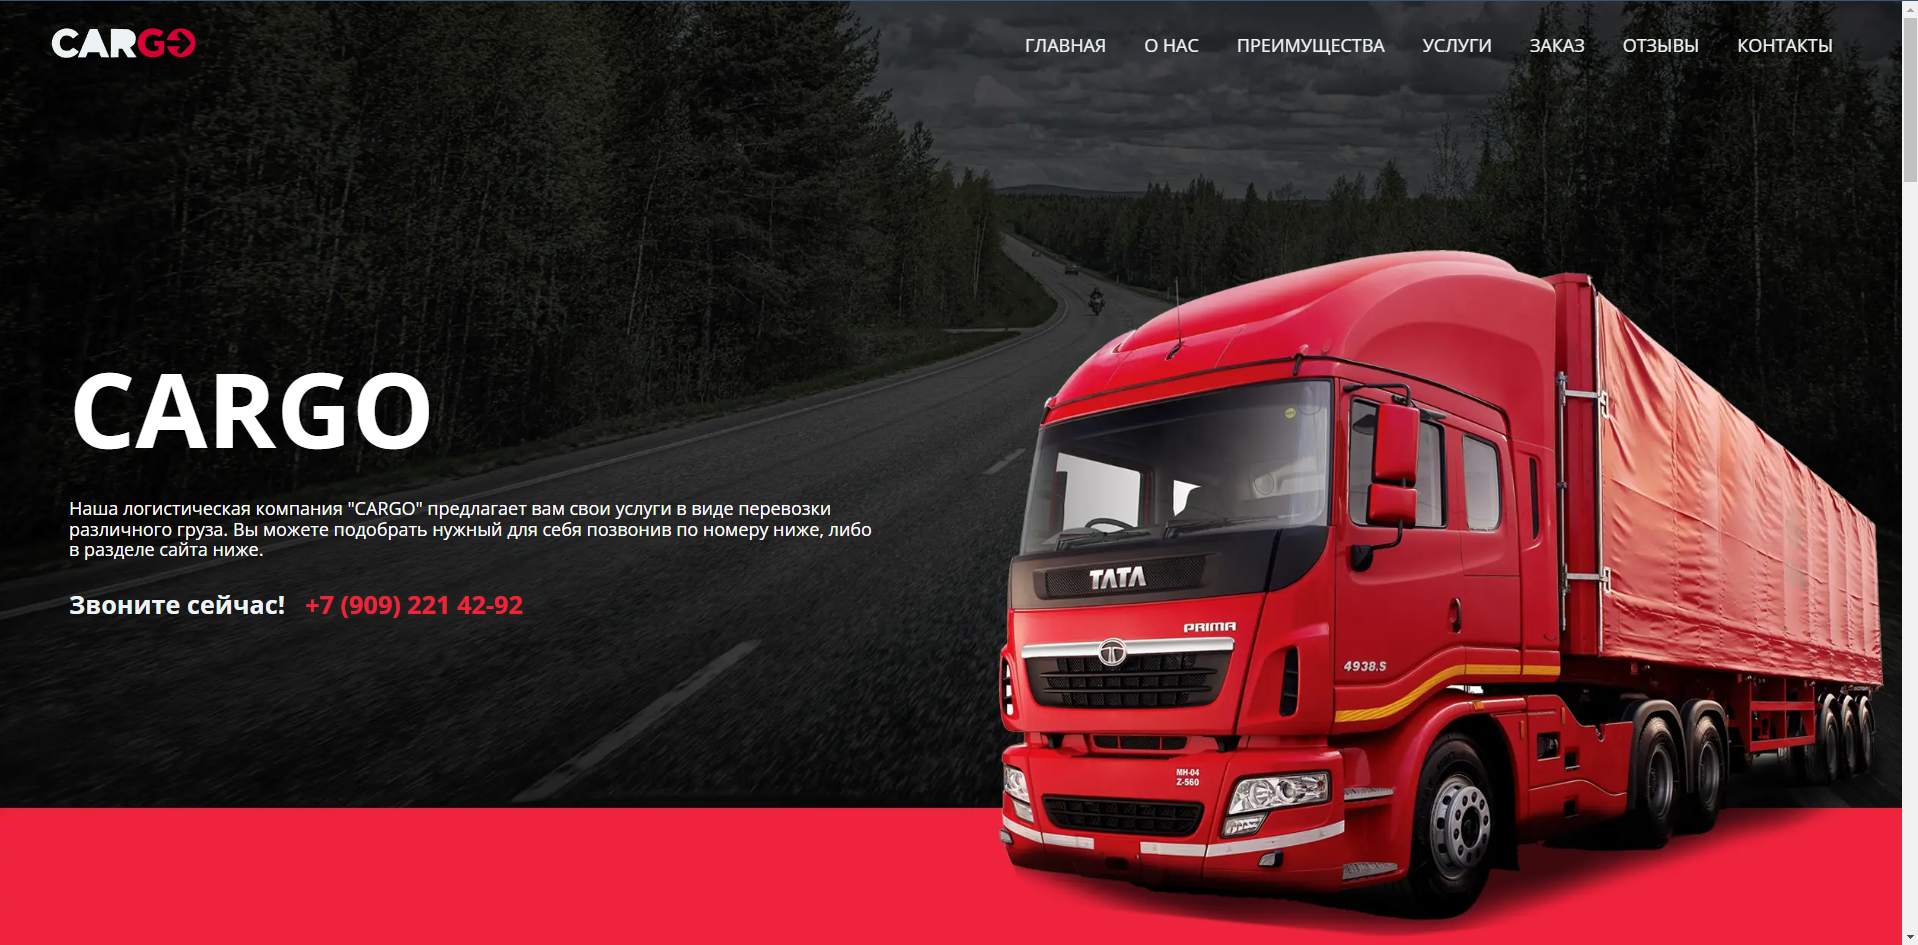 CARGO
ГЛАВНАЯ О НАС ПРЕИМУЩЕСТВА УСЛУГИ ЗАКАЗ ОТЗЫВЫ КОНТАКТЫ
CARGO
Наша логистическая компания "CARGO" предлагает вам свои услуги в виде перевозки
различного груза. Вы можете подобрать нужный для себя позвонив по номеру ниже, либо
в разделе сайта ниже.
Звоните сейчас! +7 (909) 221 42-92
TATA
PRIMA
4938.S
MH-04
Z-560